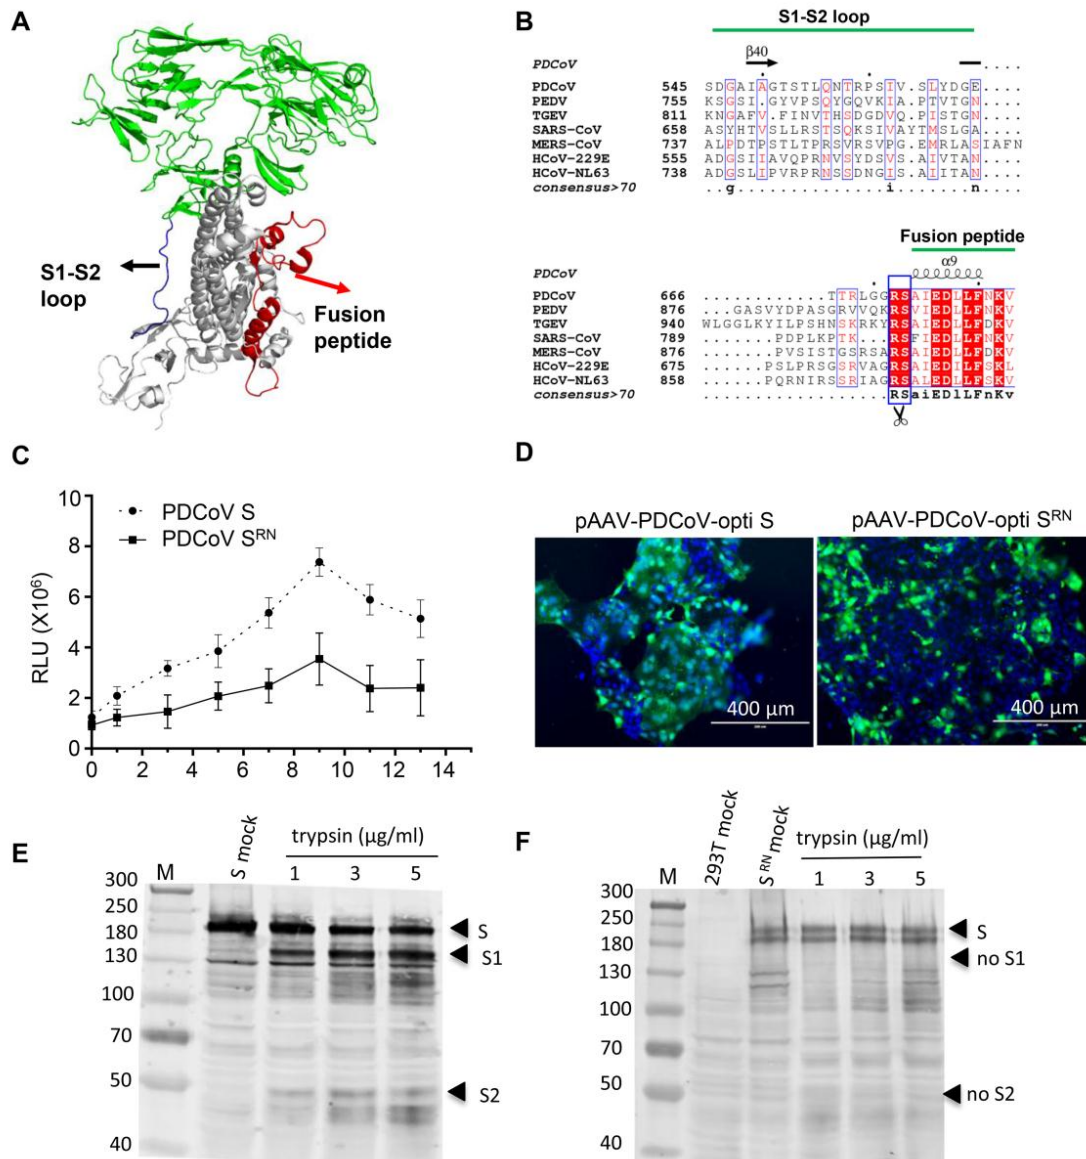 A
S1-S2
loop
Fusion
peptide
B
S1-S2 loop
β40
PDCoV
PDCoV 545 SDGAIAGTSTLQNTRPSIV.SLYDGE....
PEDV 755 KSGSI.GYVPSQYGQVKIA.PTVTGN....
TGEV 811 KNGAFV.FINVTHSDGDVQ.PISTGN....
SARS-CoV 658 ASYHTVSLLRSTSQKSIVAYTMSLGA....
MERS-CoV 737 ALPDTPSTLTPRSVRSVPG.EMRLASIAFN
HCoV-229E 555 ADGSIIAVQPRNVSYDSVS.AIVTAN....
HCoV-NL63 738 ADGSLIPVRPRNSSDNGIS.AIITAN....
consensus>70 ..g................i......n....
Fusion peptide
α9
PDCoV
PDCoV 666 ............TRLGGRSAIEDLLFNKV
PEDV 876 ...GASVYDPASGRVVQKRSVIEDLLFNKV
TGEV 940 WLGGLKYILPSHNSKRKYRSAIEDLLFDKV
SARS-CoV 789 .......PDPLKPTK..RSFIEDLLFNKV
MERS-CoV 876 ......PVSISTGSRSARSAIEDLLFDKV
HCoV-229E 675 ......PSLPRSGSRVAGRSAIEDILFSKL
HCoV-NL63 858 ......PQRNIRSSRIAGRSALEDLLFSKV
consensus>70 ...................RSaiEDlLFnKv
C
10
8
6
4
2
0
RLU (X10⁶)
PDCoV S
PDCoV Sᴿᴺ
0 2 4 6 8 10 12 14
D
pAAV-PDCoV-opti S
pAAV-PDCoV-opti Sᴿᴺ
400 μm
400 μm
E
M
S mock
trypsin (μg/ml)
1 3 5
300
250
180
130
100
70
50
40
S
S1
S2
F
M
293T mock
Sᴿᴺ mock
trypsin (μg/ml)
1 3 5
300
250
180
130
100
70
50
40
S
no S1
no S2